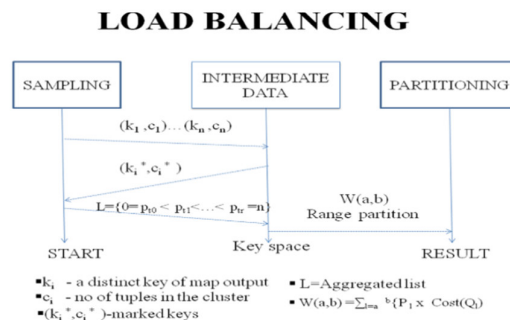 LOAD BALANCING
SAMPLING
INTERMEDIATE
DATA
PARTITIONING
(k₁ ,c₁)…(kₙ,cₙ)
(kᵢ*,cᵢ* )
L={0= pₜ₀ < pₜ₁<…< pₜᵣ =n}
W(a,b)
Range partition
START
Key space
RESULT
▪kᵢ - a distinct key of map output
▪cᵢ - no of tuples in the cluster
▪(kᵢ*,cᵢ*)-marked keys
▪ L=Aggregated list
▪ W(a,b) =∑ₗ₌ₐ ᵇ{Pₗ x Cost(Qₗ)